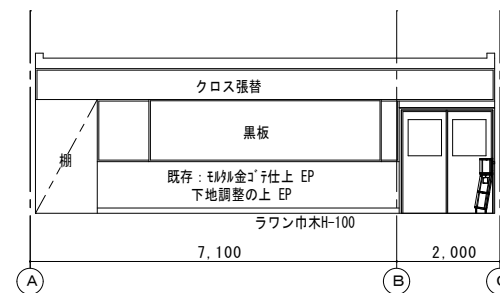 クロス張替
黒板
棚
既存：ﾓﾙﾀﾙ金ｺﾞﾃ仕上 EP
下地調整の上 EP
ラワン巾木H-100
7,100
2,000
A
B
C